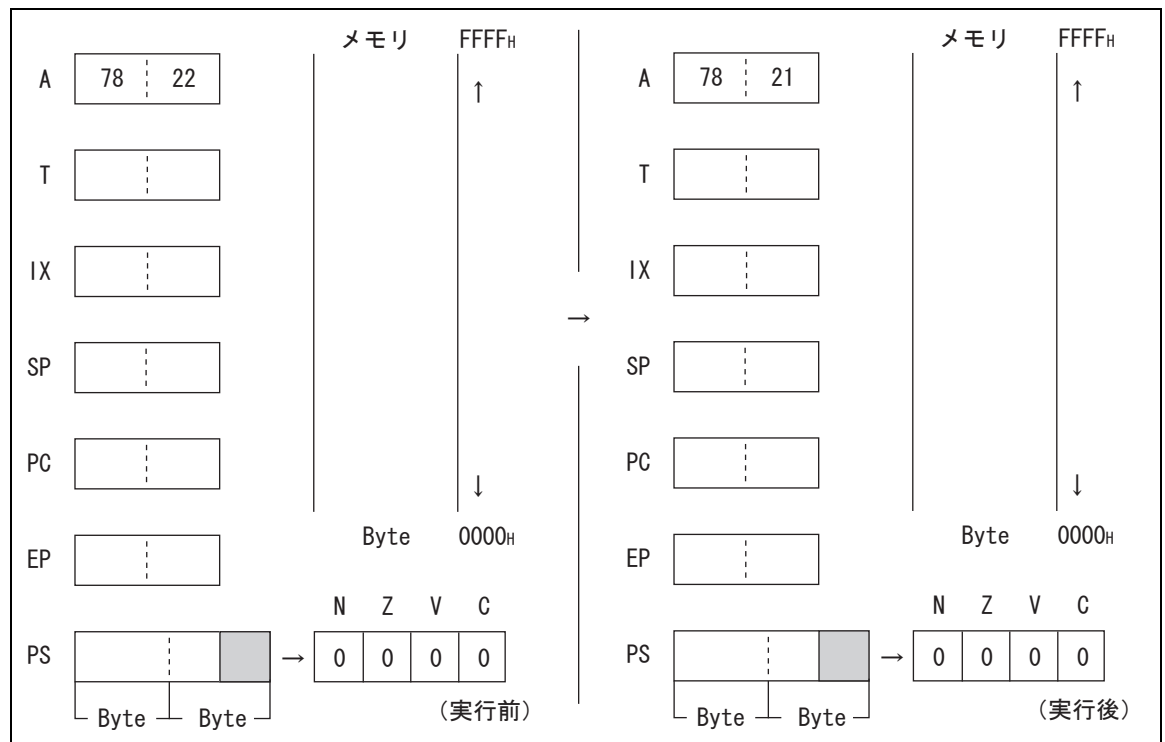 メモリ FFFFH
A 78 22 ↑
T
IX
SP
PC ↓
Byte 0000H
EP
N Z V C
PS → 0 0 0 0
Byte Byte (実行前)
→
メモリ FFFFH
A 78 21 ↑
T
IX
SP
PC ↓
Byte 0000H
EP
N Z V C
PS → 0 0 0 0
Byte Byte (実行後)